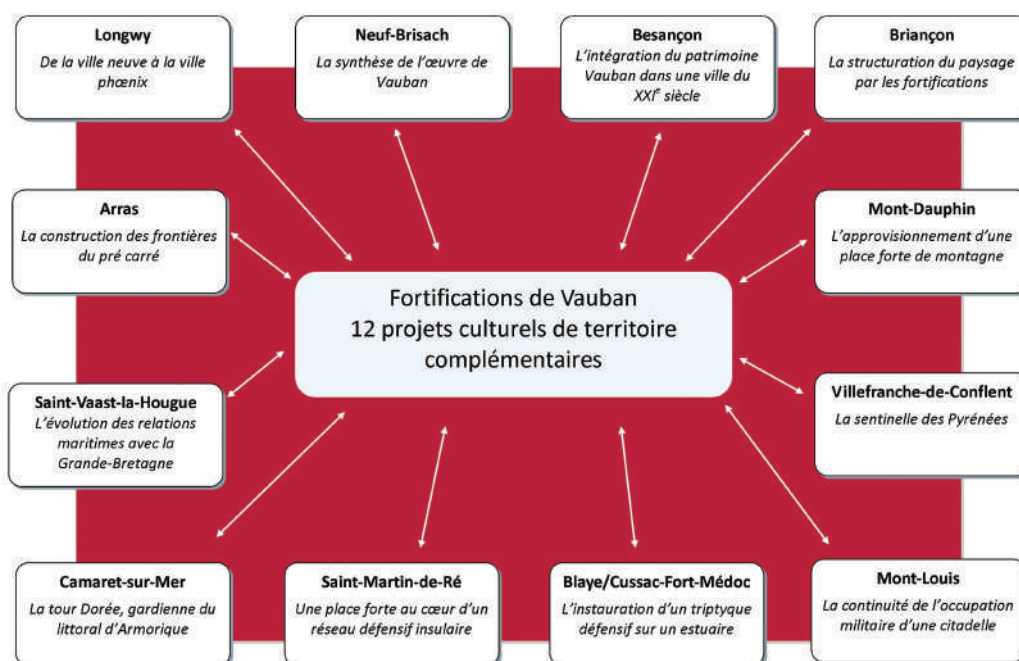 Longwy
De la ville neuve à la ville
phœnix
Neuf-Brisach
La synthèse de l'œuvre de
Vauban
Besançon
L'intégration du patrimoine
Vauban dans une ville du
XXIe siècle
Briançon
La structuration du paysage
par les fortifications
Arras
La construction des frontières
du pré carré
Mont-Dauphin
L'approvisionnement d'une
place forte de montagne
Fortifications de Vauban
12 projets culturels de territoire
complémentaires
Saint-Vaast-la-Hougue
L'évolution des relations
maritimes avec la
Grande-Bretagne
Villefranche-de-Conflent
La sentinelle des Pyrénées
Camaret-sur-Mer
La tour Dorée, gardienne du
littoral d'Armorique
Saint-Martin-de-Ré
Une place forte au cœur d'un
réseau défensif insulaire
Blaye/Cussac-Fort-Médoc
L'instauration d'un triptyque
défensif sur un estuaire
Mont-Louis
La continuité de l'occupation
militaire d'une citadelle